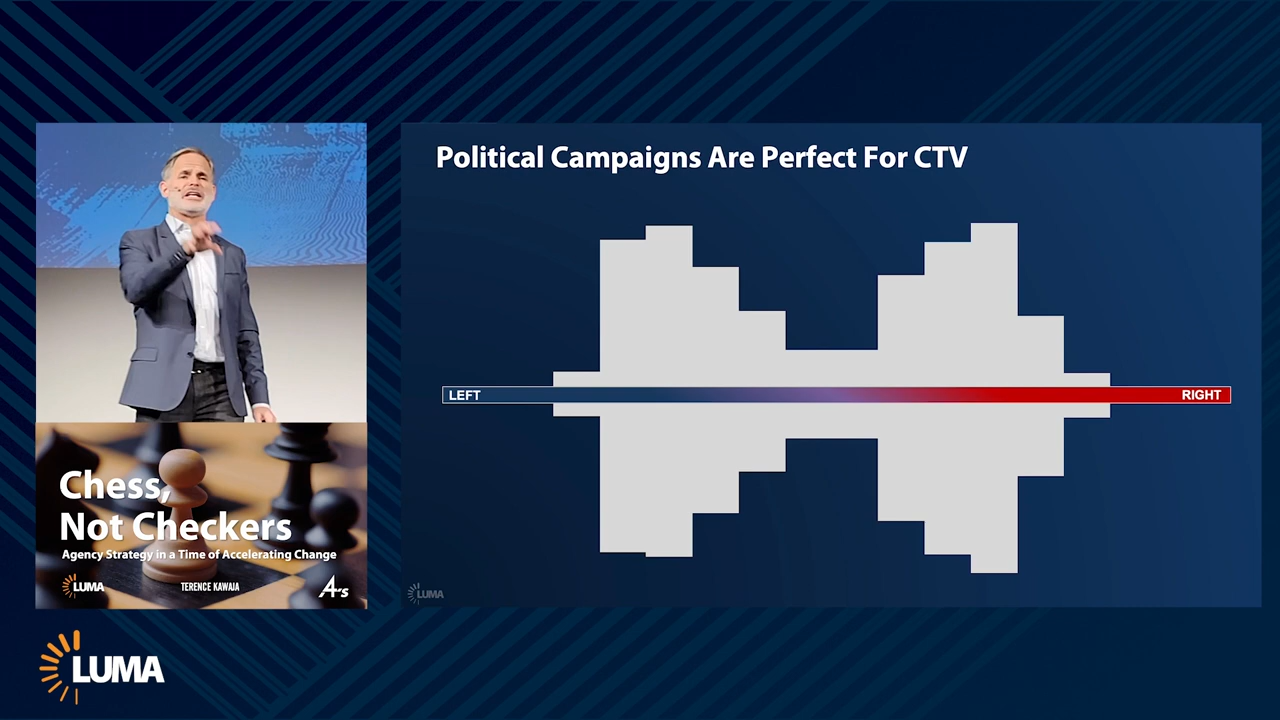 Political Campaigns Are Perfect For CTV
LEFT
RIGHT
LUMA
Chess,
Not Checkers
Agency Strategy in a Time of Accelerating Change
LUMA
TERENCE KAWAJA
4As
LUMA